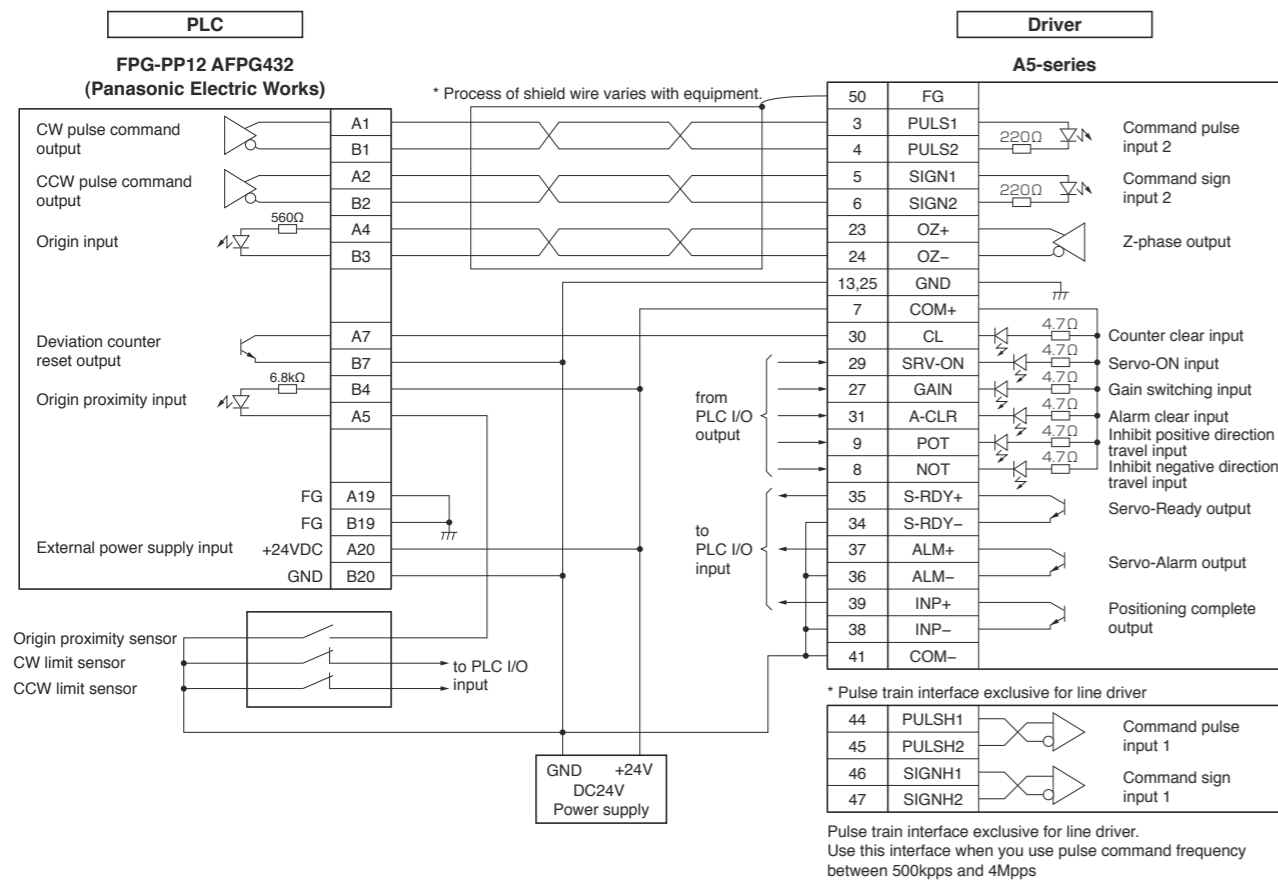 PLC
Driver
FPG-PP12 AFPG432
(Panasonic Electric Works)
A5-series
* Process of shield wire varies with equipment.
CW pulse command
output
A1
B1
CCW pulse command
output
A2
B2
560Ω
Origin input
A4
B3
Deviation counter
reset output
A7
B7
6.8kΩ
Origin proximity input
B4
A5
FG A19
FG B19
External power supply input +24VDC A20
GND B20
50 FG
3 PULS1
4 PULS2
220Ω
Command pulse
input 2
5 SIGN1
6 SIGN2
220Ω
Command sign
input 2
23 OZ+
24 OZ−
Z-phase output
13,25 GND
7 COM+
30 CL 4.7Ω Counter clear input
29 SRV-ON 4.7Ω Servo-ON input
27 GAIN 4.7Ω Gain switching input
31 A-CLR 4.7Ω Alarm clear input
9 POT 4.7Ω Inhibit positive direction
travel input
8 NOT 4.7Ω Inhibit negative direction
travel input
from
PLC I/O
output
35 S-RDY+
34 S-RDY−
Servo-Ready output
37 ALM+
36 ALM−
Servo-Alarm output
39 INP+
38 INP−
Positioning complete
output
41 COM−
to
PLC I/O
input
Origin proximity sensor
CW limit sensor
CCW limit sensor
to PLC I/O
input
GND +24V
DC24V
Power supply
* Pulse train interface exclusive for line driver
44 PULSH1
45 PULSH2
Command pulse
input 1
46 SIGNH1
47 SIGNH2
Command sign
input 1
Pulse train interface exclusive for line driver.
Use this interface when you use pulse command frequency
between 500kpps and 4Mpps